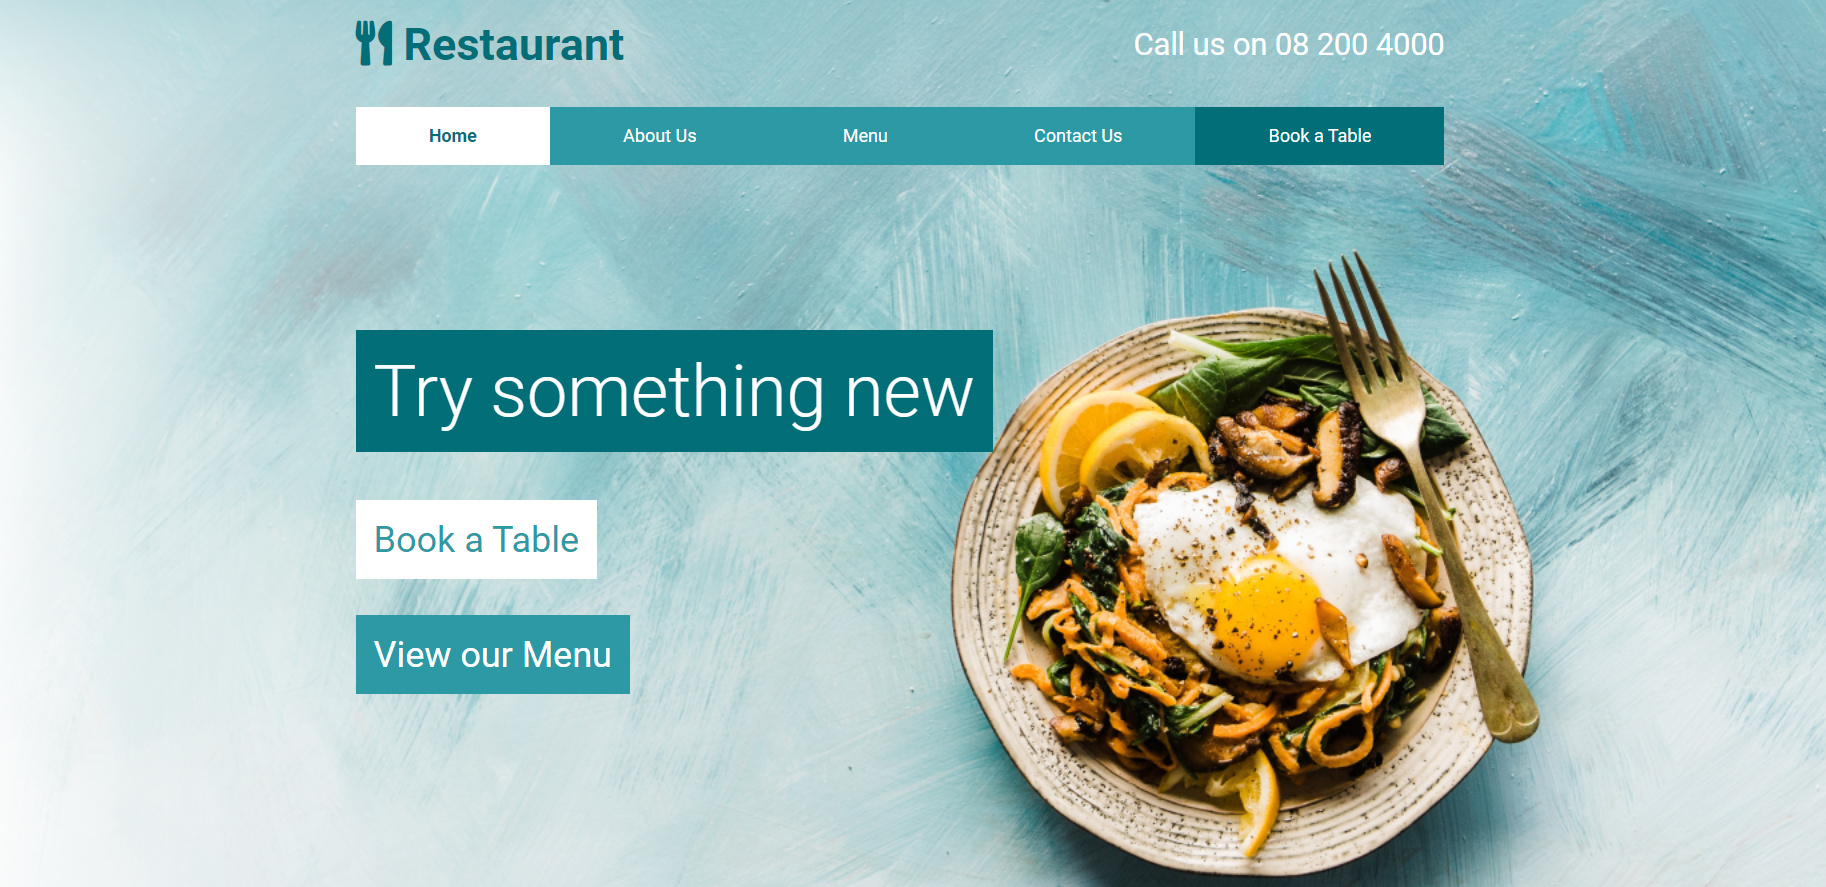 Restaurant
Call us on 08 200 4000
Home
About Us
Menu
Contact Us
Book a Table
Try something new
Book a Table
View our Menu